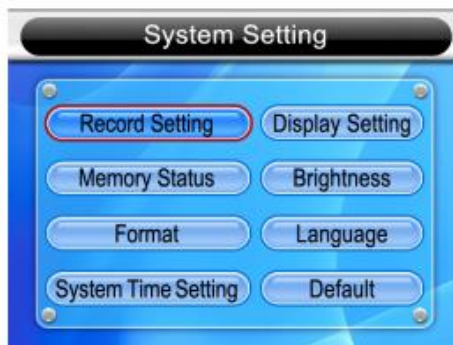 System Setting
Record Setting
Display Setting
Memory Status
Brightness
Format
Language
System Time Setting
Default